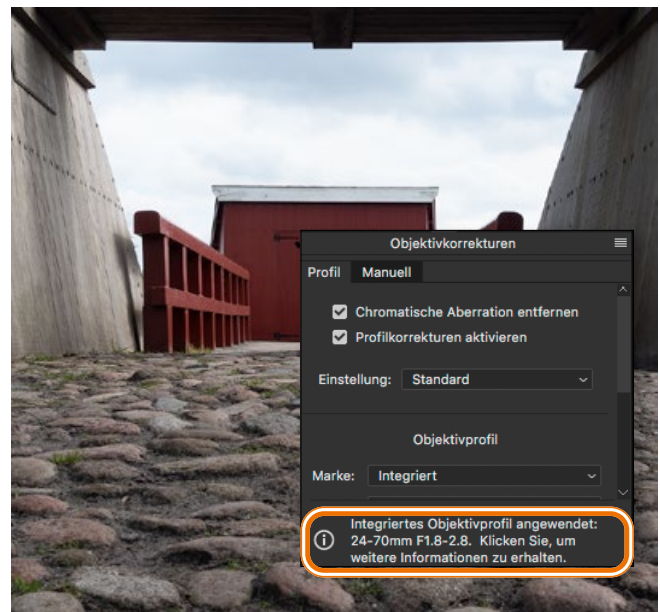 Objektivkorrekturen
Profil Manuell
Chromatische Aberration entfernen
Profilkorrekturen aktivieren
Einstellung: Standard
Objektivprofil
Marke: Integriert
Integriertes Objektivprofil angewendet:
24-70mm F1.8-2.8. Klicken Sie, um
weitere Informationen zu erhalten.